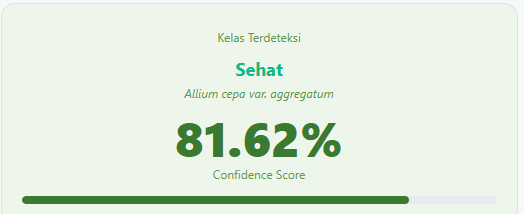 Kelas Terdeteksi
Sehat
Allium cepa var. aggregatum
81.62%
Confidence Score